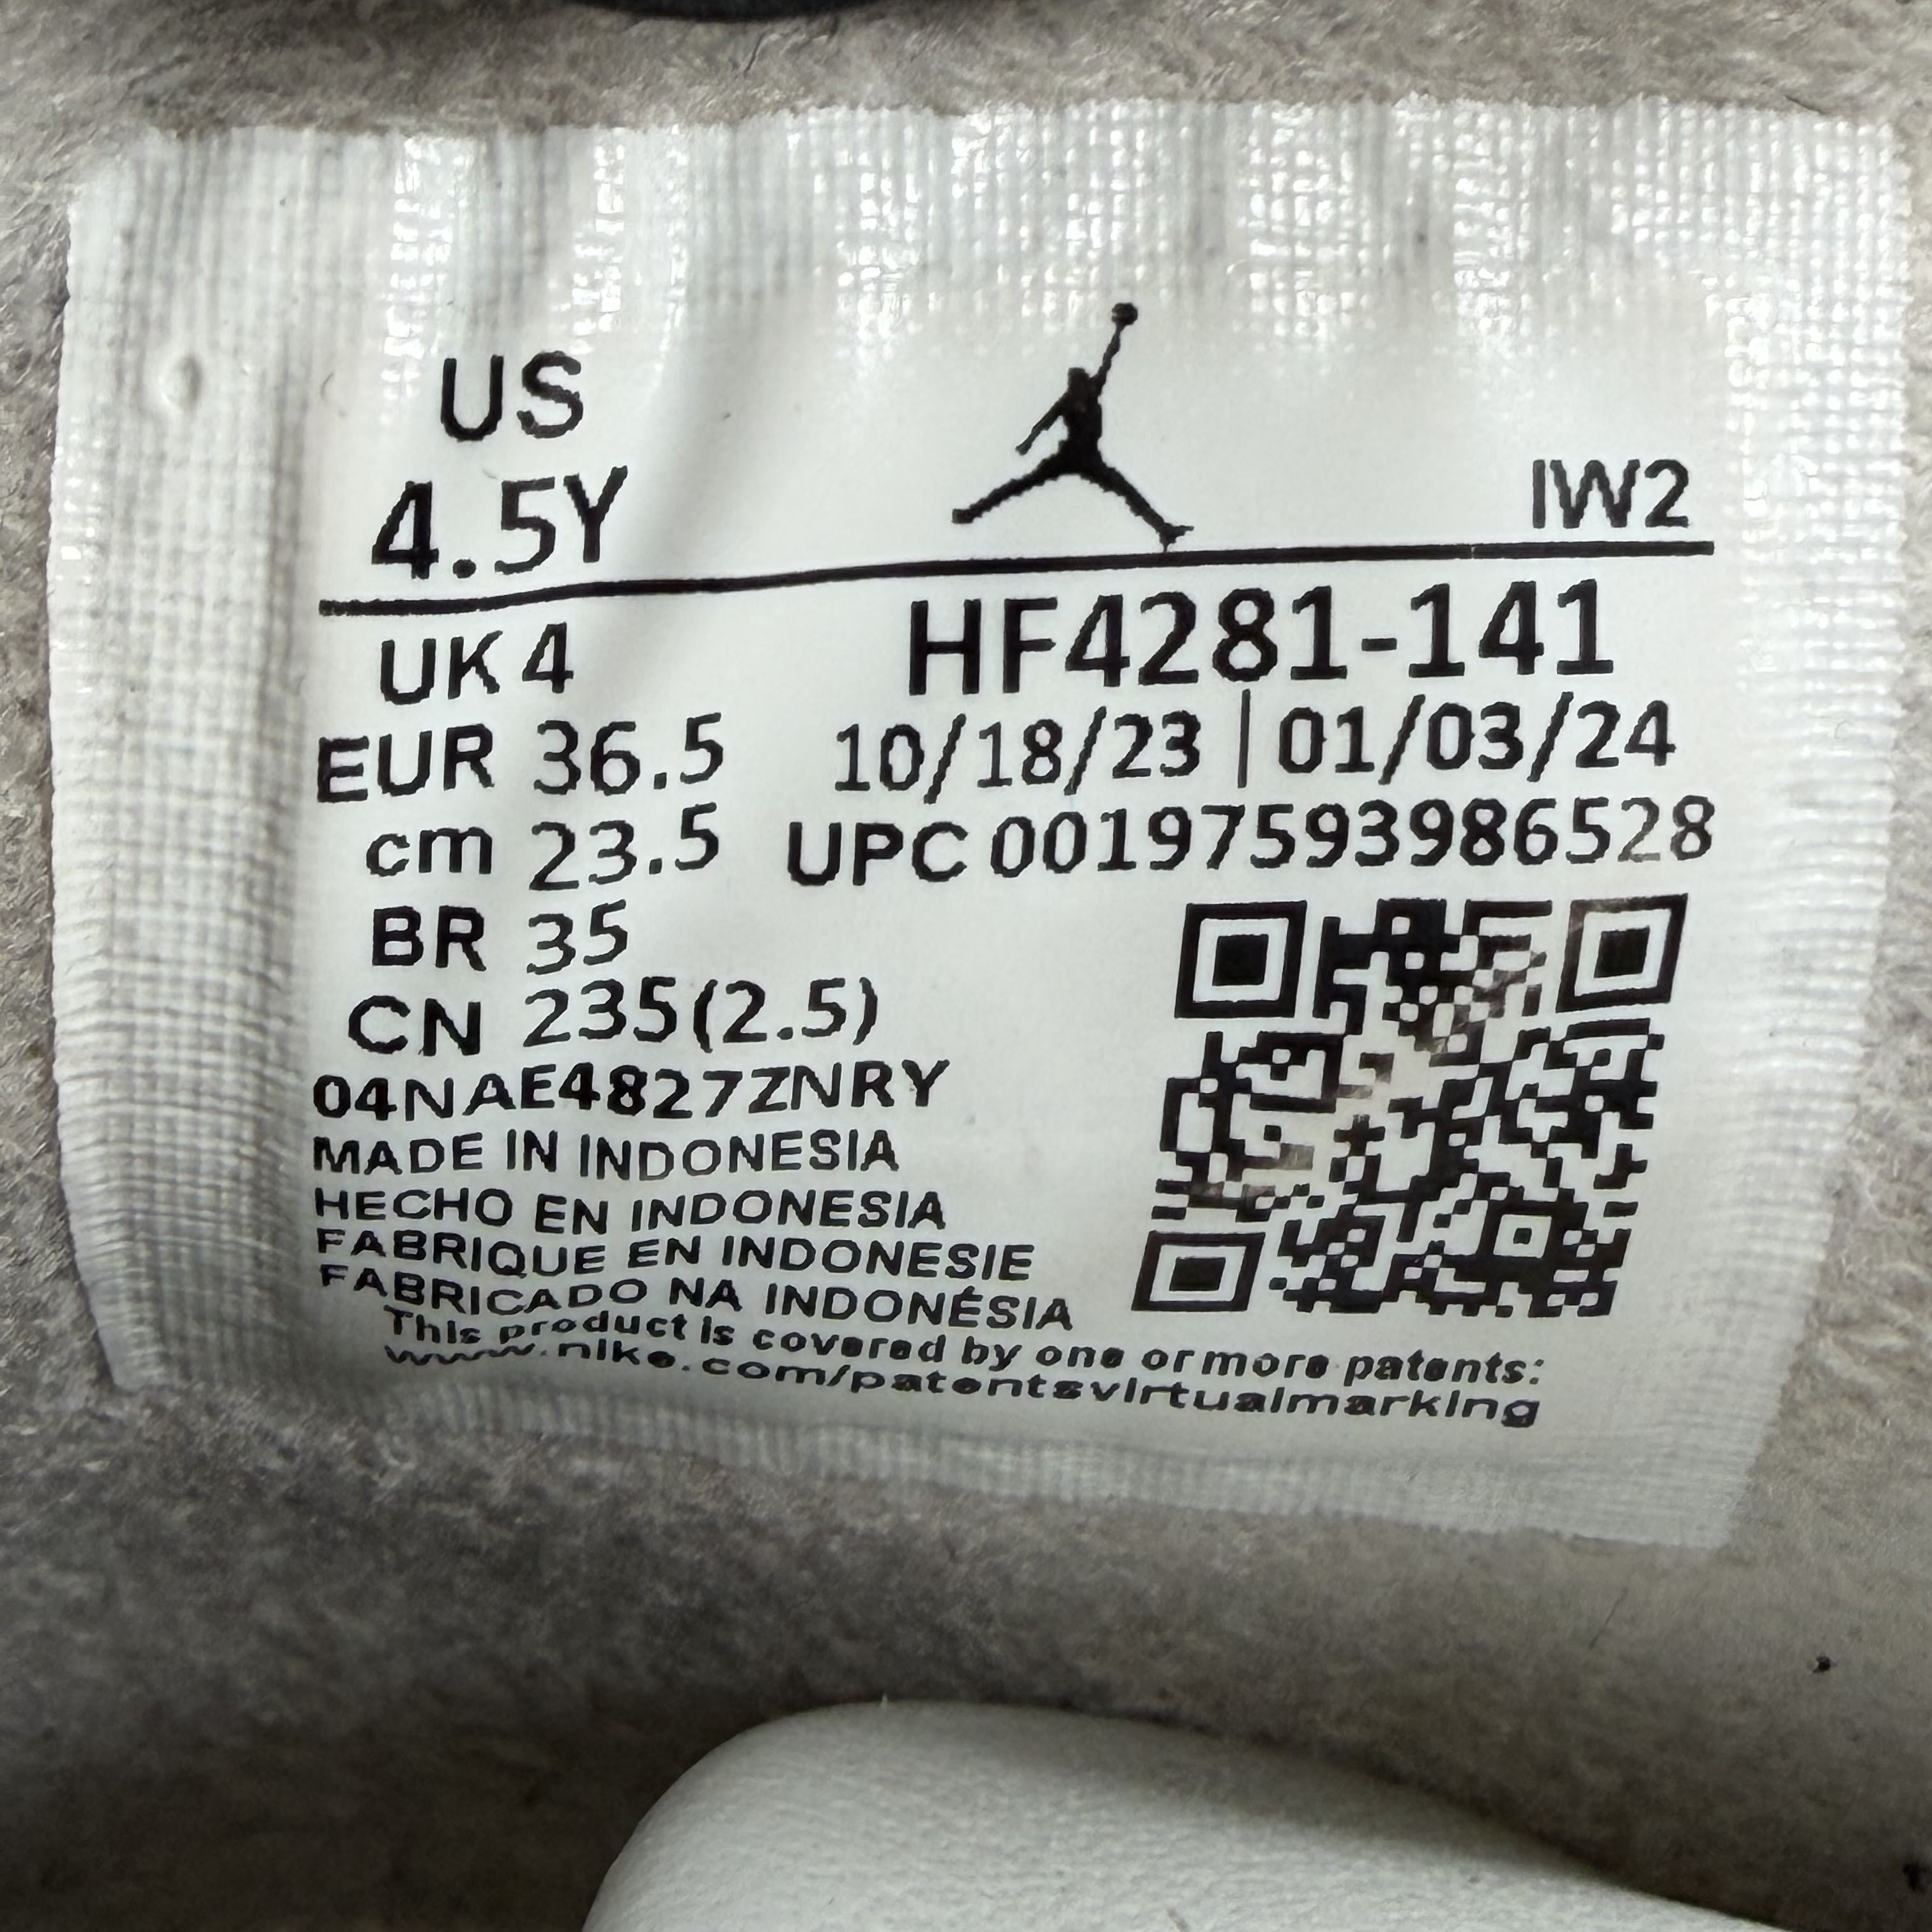 US
4.5Y
IW2
UK 4
HF4281-141
EUR 36.5
10/18/23 | 01/03/24
cm 23.5
UPC 00197593986528
BR 35
CN 235(2.5)
04NAE4827ZNRY
MADE IN INDONESIA
HECHO EN INDONESIA
FABRIQUE EN INDONESIE
FABRICADO NA INDONÉSIA
This product is covered by one or more patents:
www.nike.com/patentsvirtualmarking